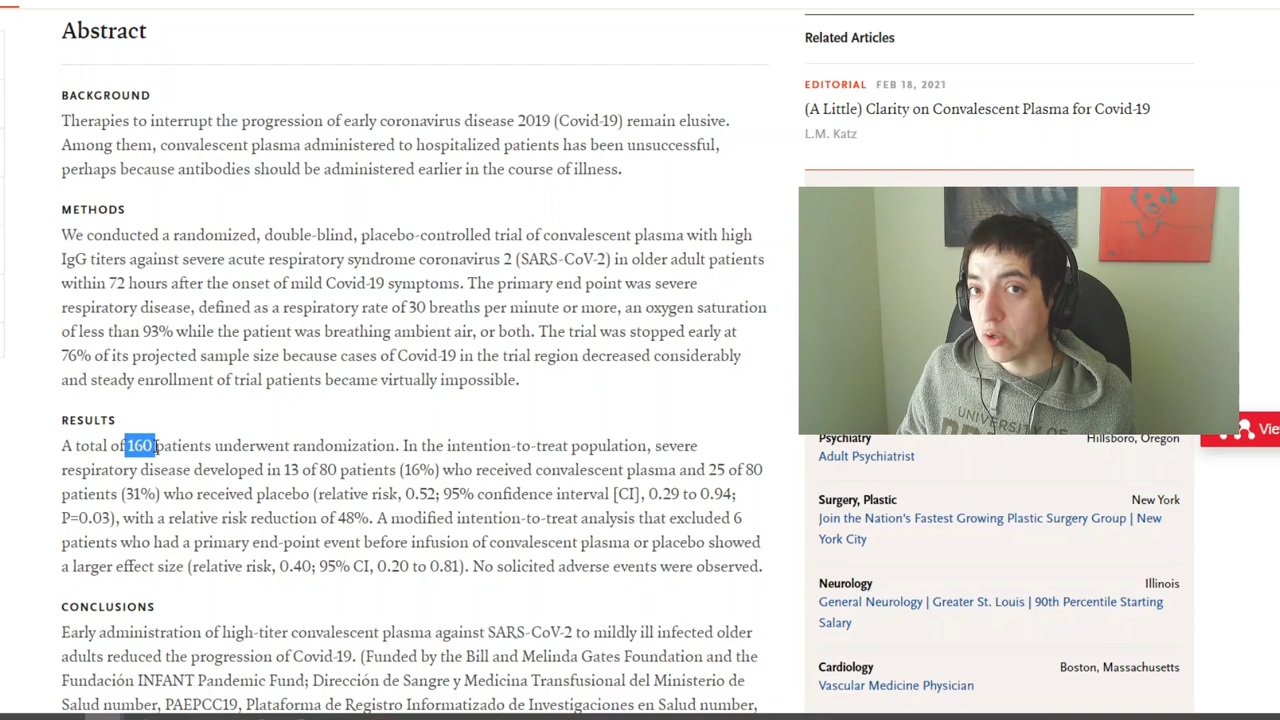 Abstract
BACKGROUND
Therapies to interrupt the progression of early coronavirus disease 2019 (Covid-19) remain elusive.
Among them, convalescent plasma administered to hospitalized patients has been unsuccessful,
perhaps because antibodies should be administered earlier in the course of illness.
METHODS
We conducted a randomized, double-blind, placebo-controlled trial of convalescent plasma with high
IgG titers against severe acute respiratory syndrome coronavirus 2 (SARS-CoV-2) in older adult patients
within 72 hours after the onset of mild Covid-19 symptoms. The primary end point was severe
respiratory disease, defined as a respiratory rate of 30 breaths per minute or more, an oxygen saturation
of less than 93% while the patient was breathing ambient air, or both. The trial was stopped early at
76% of its projected sample size because cases of Covid-19 in the trial region decreased considerably
and steady enrollment of trial patients became virtually impossible.
RESULTS
A total of 160 patients underwent randomization. In the intention-to-treat population, severe
respiratory disease developed in 13 of 80 patients (16%) who received convalescent plasma and 25 of 80
patients (31%) who received placebo (relative risk, 0.52; 95% confidence interval [CI], 0.29 to 0.94;
P=0.03), with a relative risk reduction of 48%. A modified intention-to-treat analysis that excluded 6
patients who had a primary end-point event before infusion of convalescent plasma or placebo showed
a larger effect size (relative risk, 0.40; 95% CI, 0.20 to 0.81). No solicited adverse events were observed.
CONCLUSIONS
Early administration of high-titer convalescent plasma against SARS-CoV-2 to mildly ill infected older
adults reduced the progression of Covid-19. (Funded by the Bill and Melinda Gates Foundation and the
Fundación INFANT Pandemic Fund; Dirección de Sangre y Medicina Transfusional del Ministerio de
Salud number, PAEPCC19, Plataforma de Registro Informatizado de Investigaciones en Salud number,
Related Articles
EDITORIAL FEB 18, 2021
(A Little) Clarity on Convalescent Plasma for Covid-19
L.M. Katz
UNIVERSITY OF
Psychiatry Hillsboro, Oregon
Adult Psychiatrist
Surgery, Plastic New York
Join the Nation's Fastest Growing Plastic Surgery Group | New
York City
Neurology Illinois
General Neurology | Greater St. Louis | 90th Percentile Starting
Salary
Cardiology Boston, Massachusetts
Vascular Medicine Physician